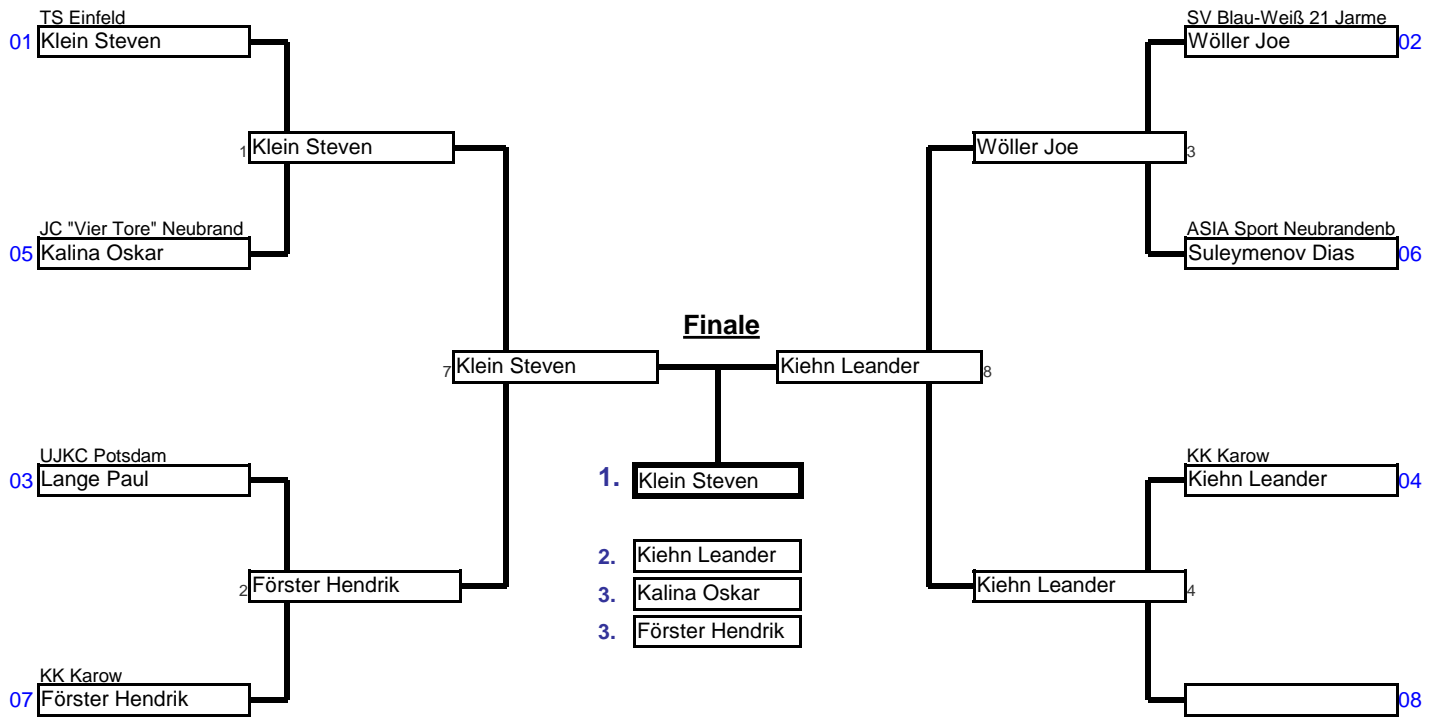 TS Einfeld
01 Klein Steven
SV Blau-Weiß 21 Jarme
Wöller Joe 02
1 Klein Steven
Wöller Joe 3
JC "Vier Tore" Neubrand
05 Kalina Oskar
ASIA Sport Neubrandenb
Suleymenov Dias 06
Finale
7 Klein Steven
Kiehn Leander 8
UJKC Potsdam
03 Lange Paul
1. Klein Steven
KK Karow
Kiehn Leander 04
2. Kiehn Leander
2 Förster Hendrik
3. Kalina Oskar
Kiehn Leander 4
3. Förster Hendrik
KK Karow
07 Förster Hendrik
08